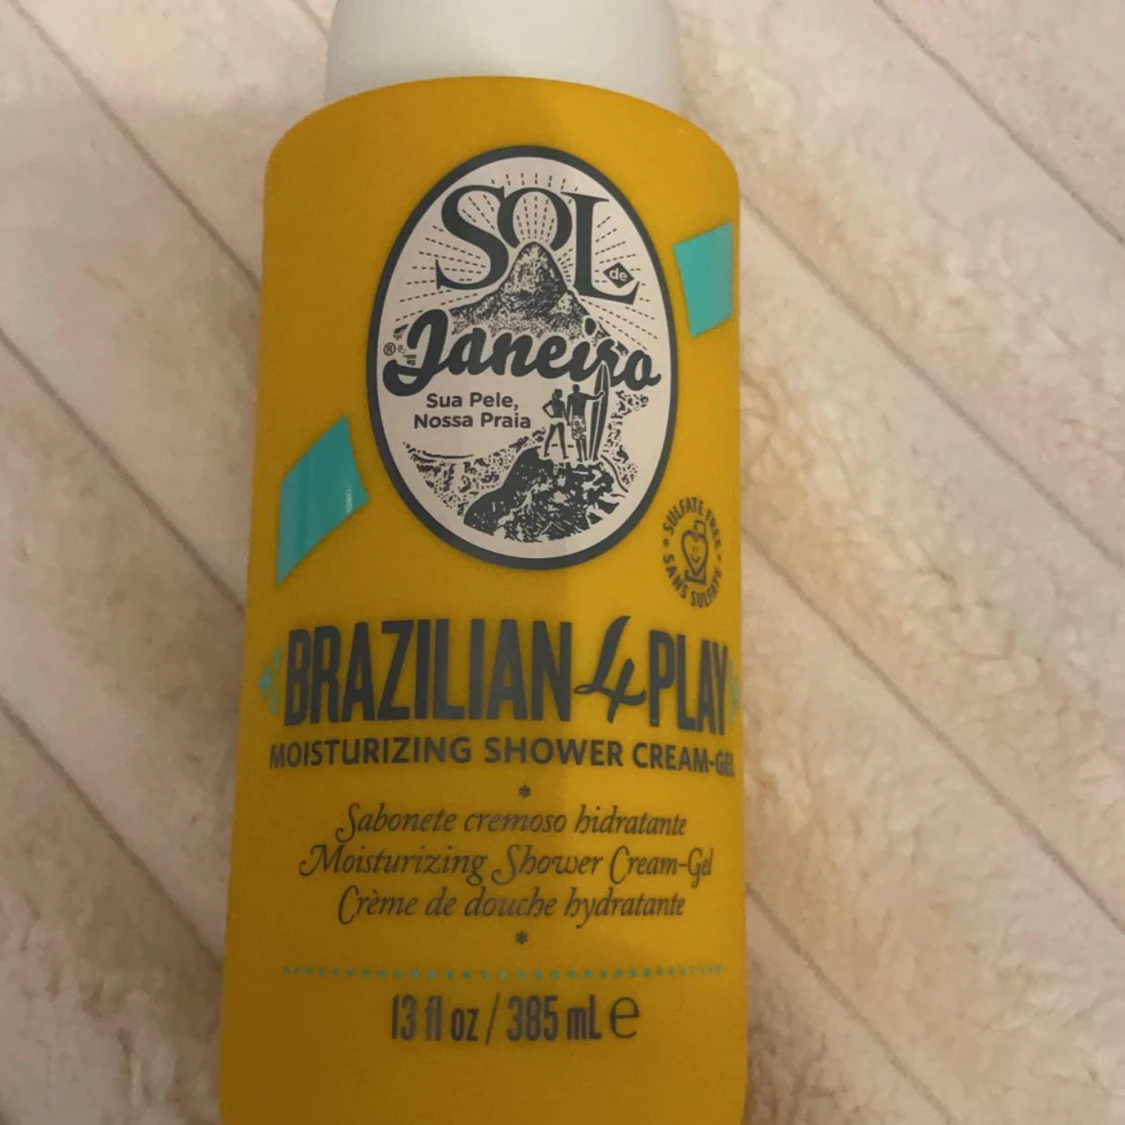 SOL de
Janeiro®
Sua Pele,
Nossa Praia
SULFATE FREE
SANS SULFATE
BRAZILIAN 4 PLAY
MOISTURIZING SHOWER CREAM-GEL
*
Sabonete cremoso hidratante
Moisturizing Shower Cream-Gel
Crème de douche hydratante
*
13 fl oz / 385 mL e